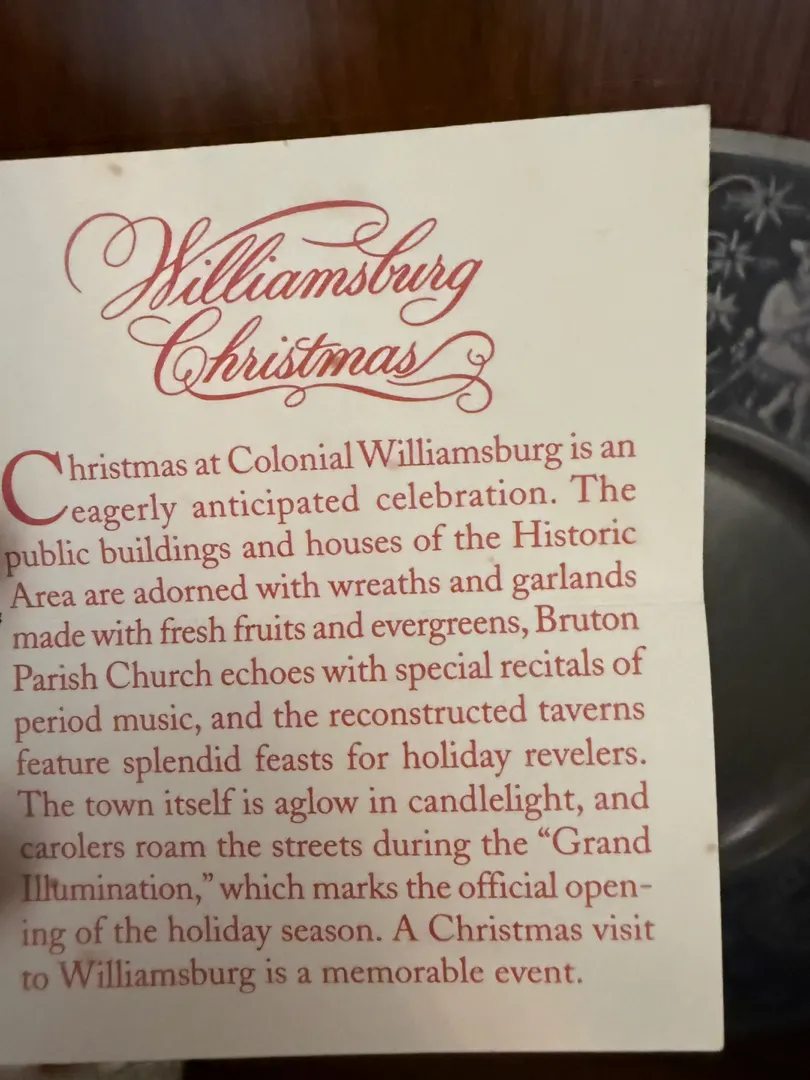 Williamsburg
Christmas
Christmas at Colonial Williamsburg is an
eagerly anticipated celebration. The
public buildings and houses of the Historic
Area are adorned with wreaths and garlands
made with fresh fruits and evergreens, Bruton
Parish Church echoes with special recitals of
period music, and the reconstructed taverns
feature splendid feasts for holiday revelers.
The town itself is aglow in candlelight, and
carolers roam the streets during the “Grand
Illumination,” which marks the official open-
ing of the holiday season. A Christmas visit
to Williamsburg is a memorable event.